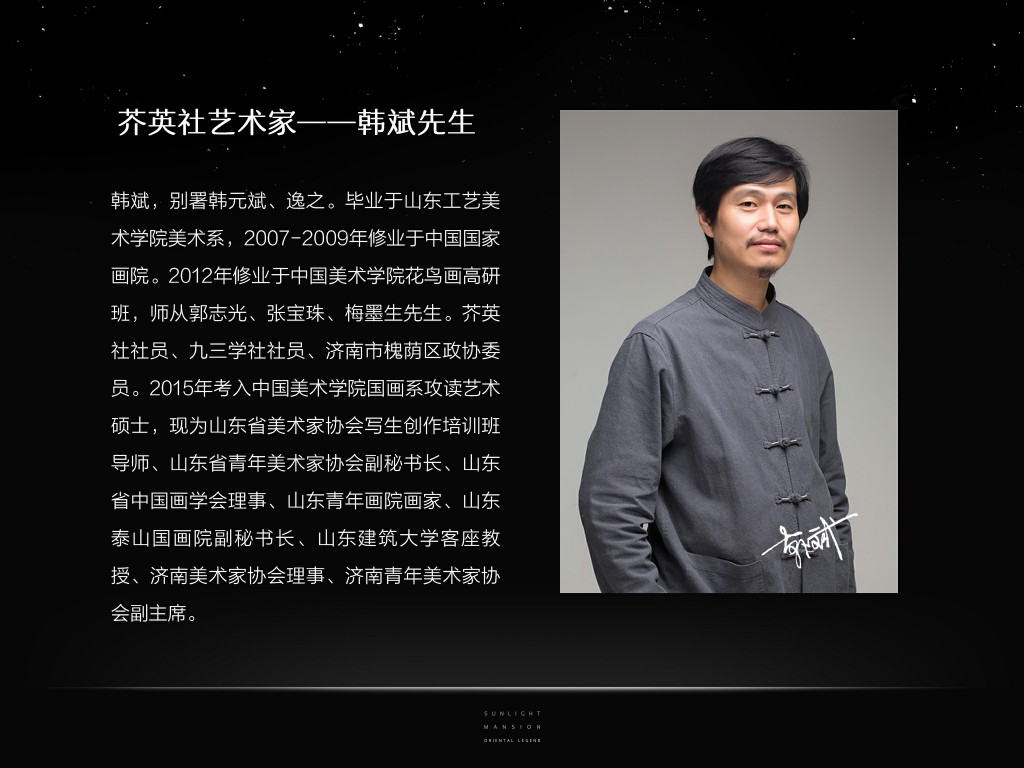 芥英社艺术家——韩斌先生
韩斌，别署韩元斌、逸之。毕业于山东工艺美
术学院美术系，2007-2009年修业于中国国家
画院。2012年修业于中国美术学院花鸟画高研
班，师从郭志光、张宝珠、梅墨生先生。芥英
社社员、九三学社社员、济南市槐荫区政协委
员。2015年考入中国美术学院国画系攻读艺术
硕士，现为山东省美术家协会写生创作培训班
导师、山东省青年美术家协会副秘书长、山东
省中国画学会理事、山东青年画院画家、山东
泰山国画院副秘书长、山东建筑大学客座教
授、济南美术家协会理事、济南青年美术家协
会副主席。
SUNLIGHT
MANSION
ORIENTAL LEGEND